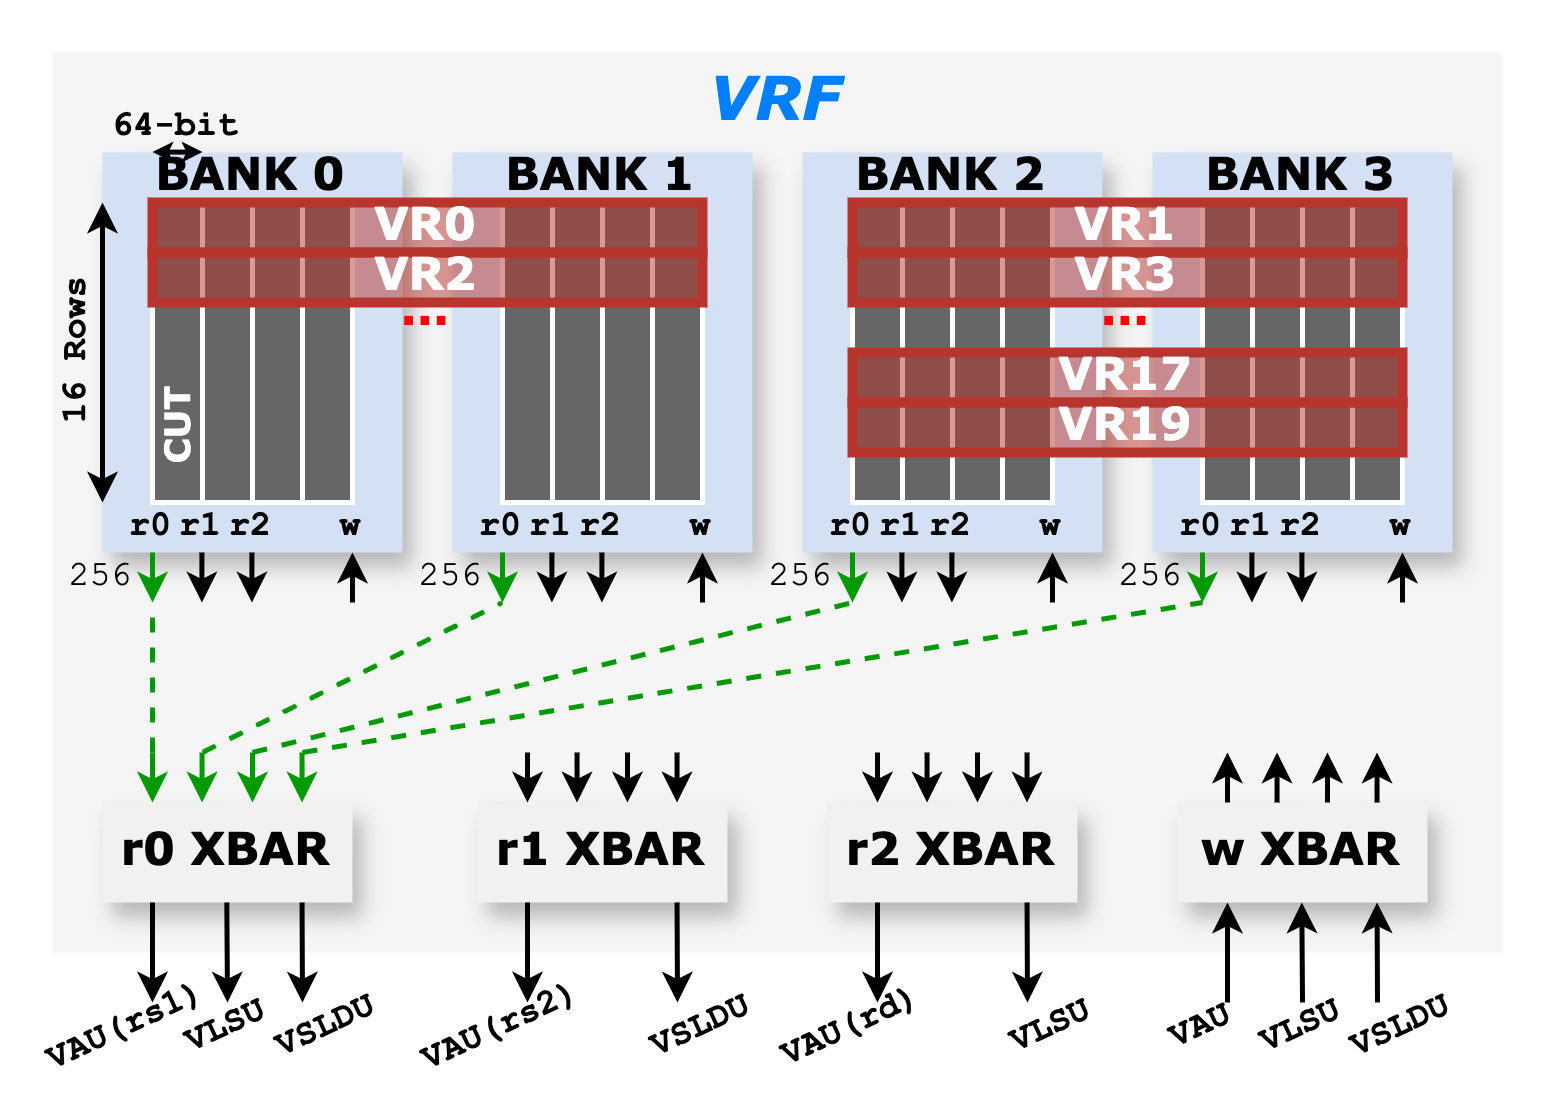 VRF
64-bit
BANK 0 BANK 1 BANK 2 BANK 3
VR0 VR1
VR2 VR3
... ...
16 Rows
VR17
CUT
VR19
r0 r1 r2 w r0 r1 r2 w r0 r1 r2 w r0 r1 r2 w
256 256 256 256
r0 XBAR r1 XBAR r2 XBAR w XBAR
VAU(rs1) VLSU VSLDU VAU(rs2) VSLDU VAU(rd) VLSU VAU VLSU VSLDU